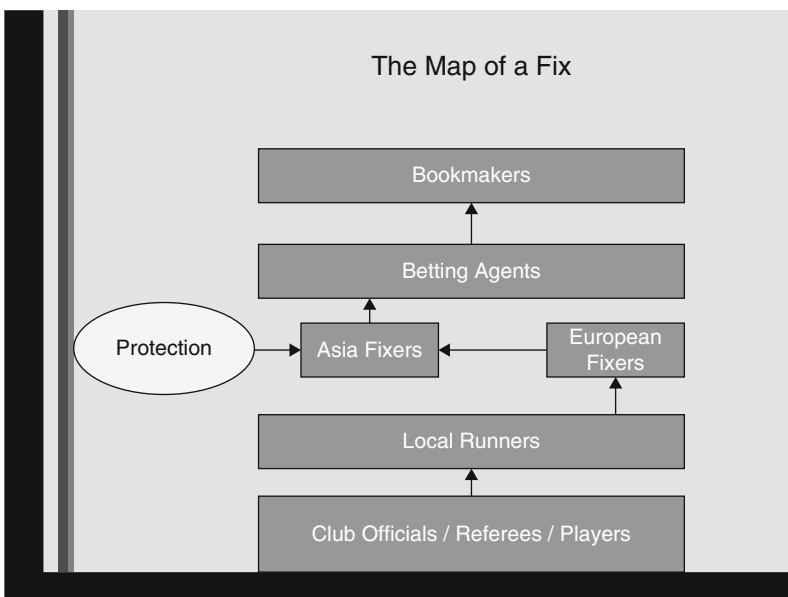 The Map of a Fix
Bookmakers
Betting Agents
Protection
Asia Fixers
European
Fixers
Local Runners
Club Officials / Referees / Players